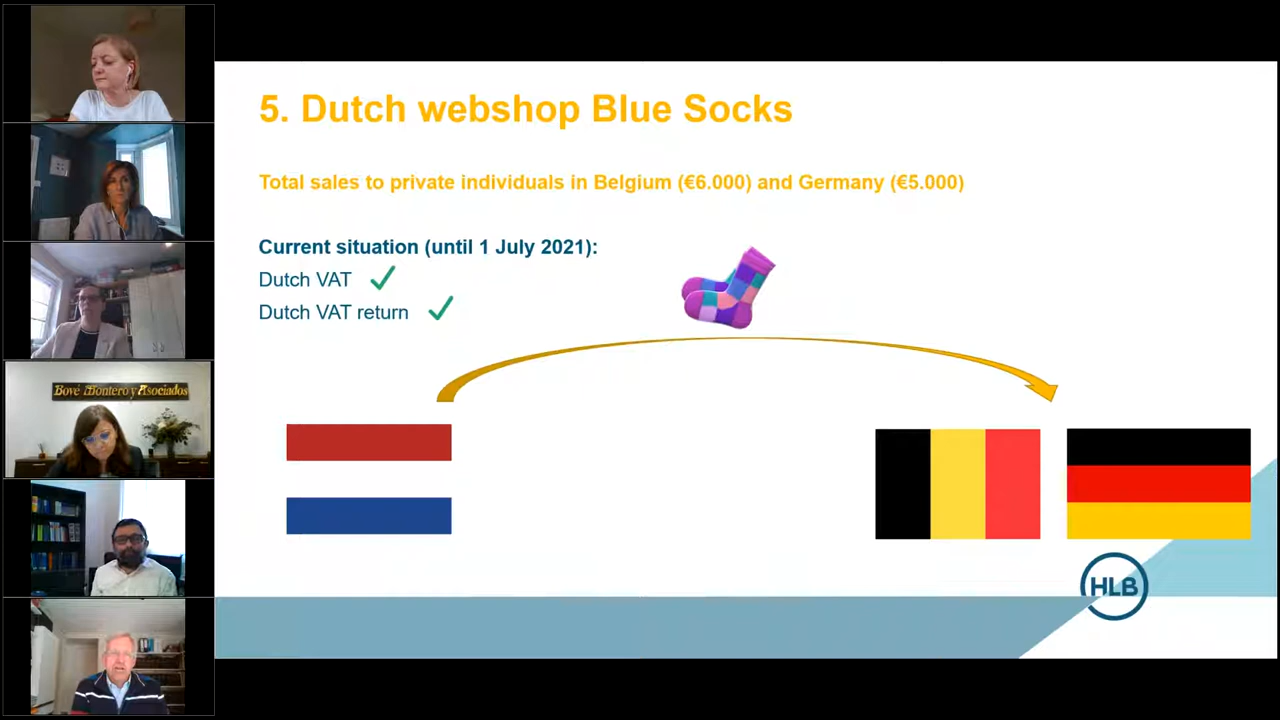 5. Dutch webshop Blue Socks
Total sales to private individuals in Belgium (€6.000) and Germany (€5.000)
Current situation (until 1 July 2021):
Dutch VAT
Dutch VAT return
HLB
Bové Montero y Asociados